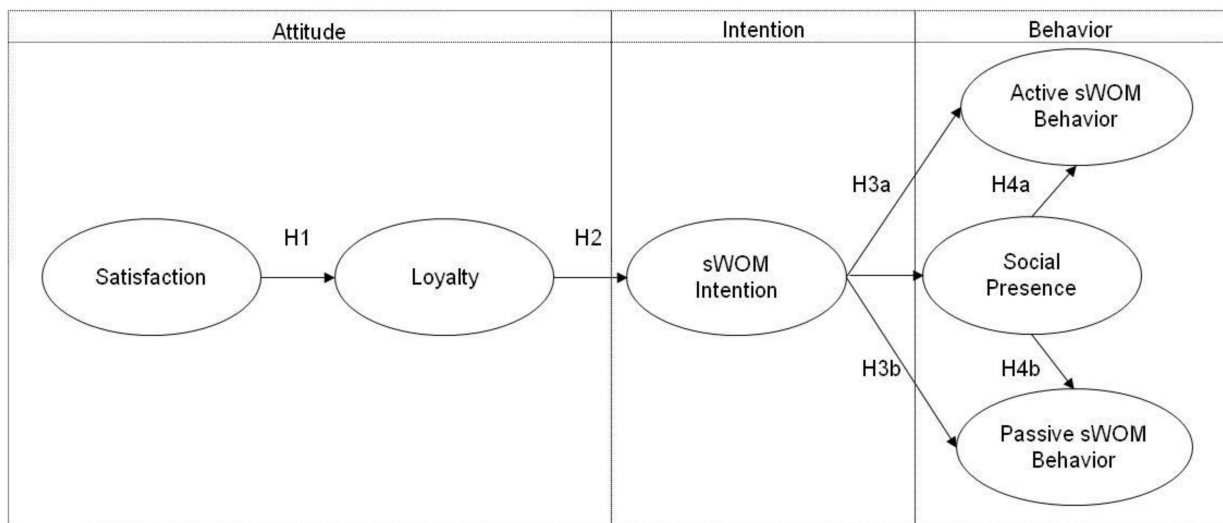 Attitude
Intention
Behavior
Active sWOM
Behavior
H3a
H4a
H1
H2
Satisfaction
Loyalty
sWOM
Intention
Social
Presence
H3b
H4b
Passive sWOM
Behavior